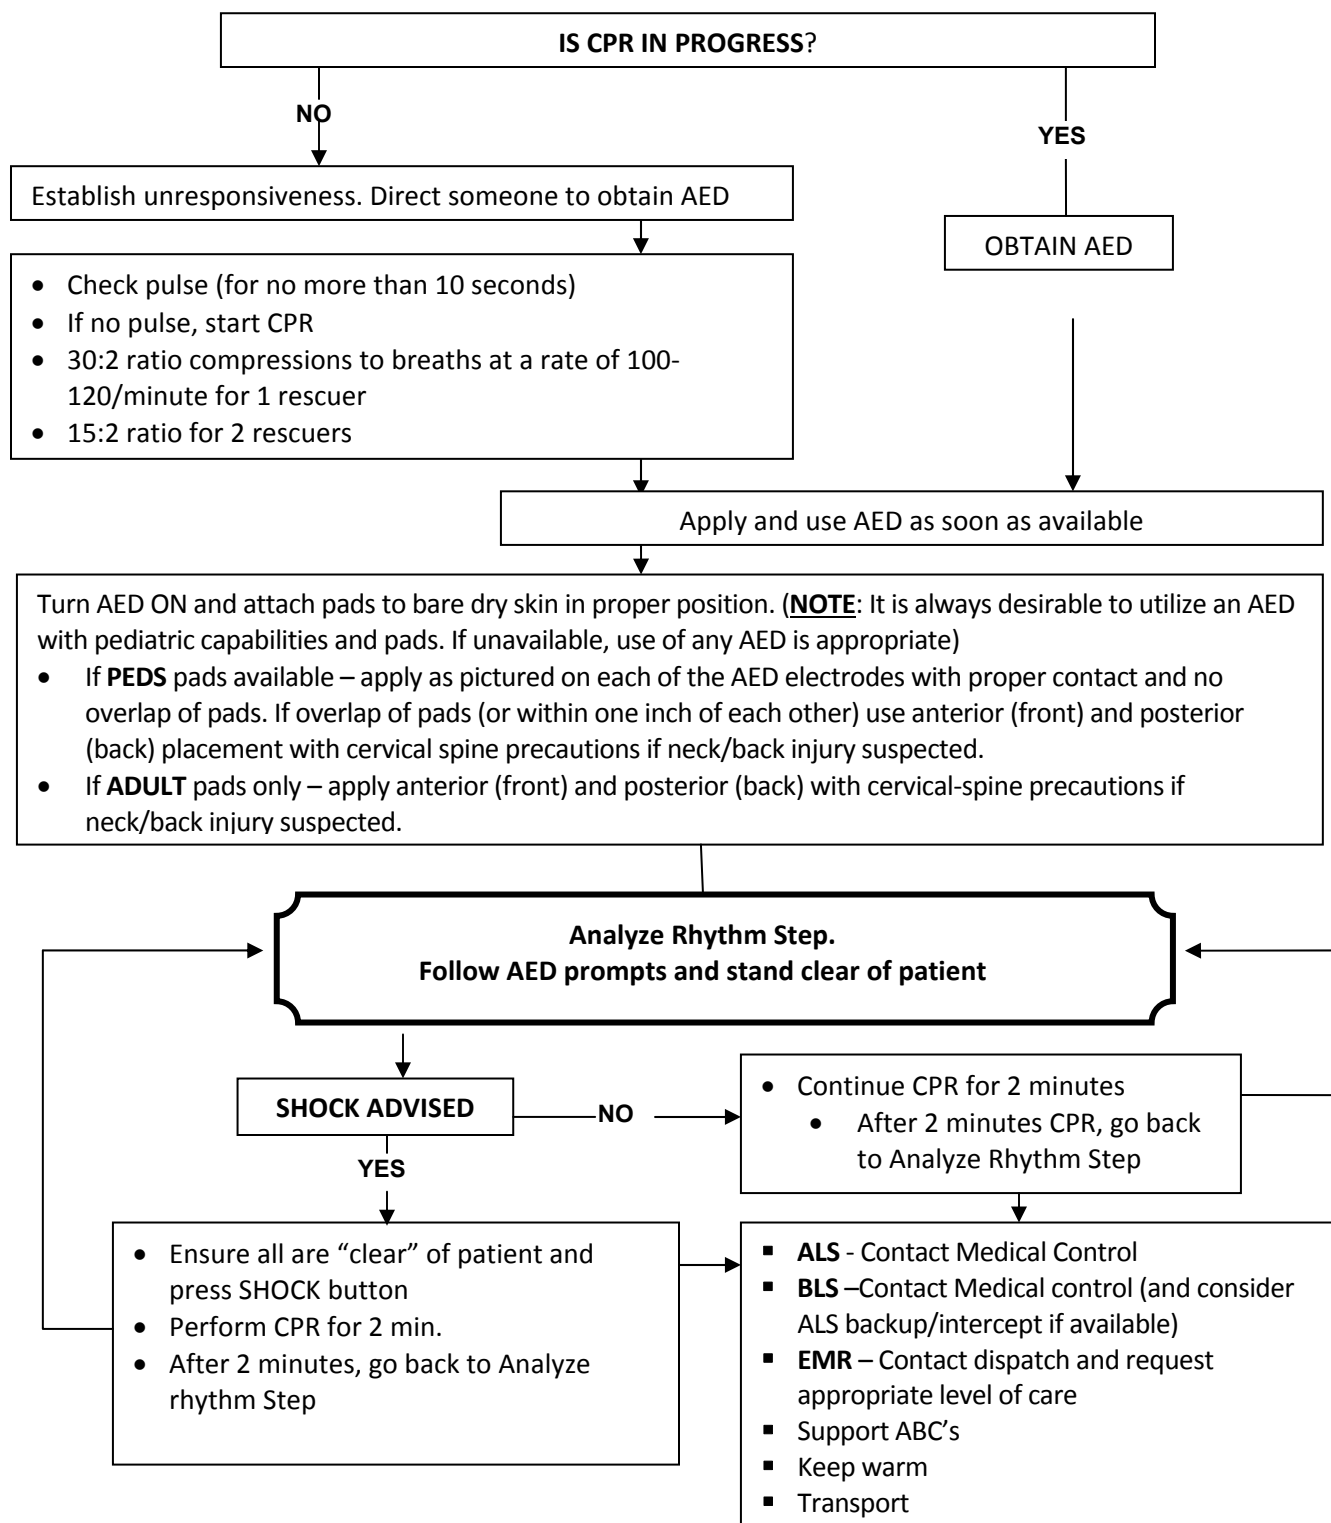 IS CPR IN PROGRESS?
NO
YES
Establish unresponsiveness. Direct someone to obtain AED
OBTAIN AED
• Check pulse (for no more than 10 seconds)
• If no pulse, start CPR
• 30:2 ratio compressions to breaths at a rate of 100-
120/minute for 1 rescuer
• 15:2 ratio for 2 rescuers
Apply and use AED as soon as available
Turn AED ON and attach pads to bare dry skin in proper position. (NOTE: It is always desirable to utilize an AED
with pediatric capabilities and pads. If unavailable, use of any AED is appropriate)
• If PEDS pads available – apply as pictured on each of the AED electrodes with proper contact and no
overlap of pads. If overlap of pads (or within one inch of each other) use anterior (front) and posterior
(back) placement with cervical spine precautions if neck/back injury suspected.
• If ADULT pads only – apply anterior (front) and posterior (back) with cervical-spine precautions if
neck/back injury suspected.
Analyze Rhythm Step.
Follow AED prompts and stand clear of patient
SHOCK ADVISED
NO
YES
• Continue CPR for 2 minutes
• After 2 minutes CPR, go back
to Analyze Rhythm Step
• Ensure all are “clear” of patient and
press SHOCK button
• Perform CPR for 2 min.
• After 2 minutes, go back to Analyze
rhythm Step
▪ ALS - Contact Medical Control
▪ BLS –Contact Medical control (and consider
ALS backup/intercept if available)
▪ EMR – Contact dispatch and request
appropriate level of care
▪ Support ABC’s
▪ Keep warm
▪ Transport